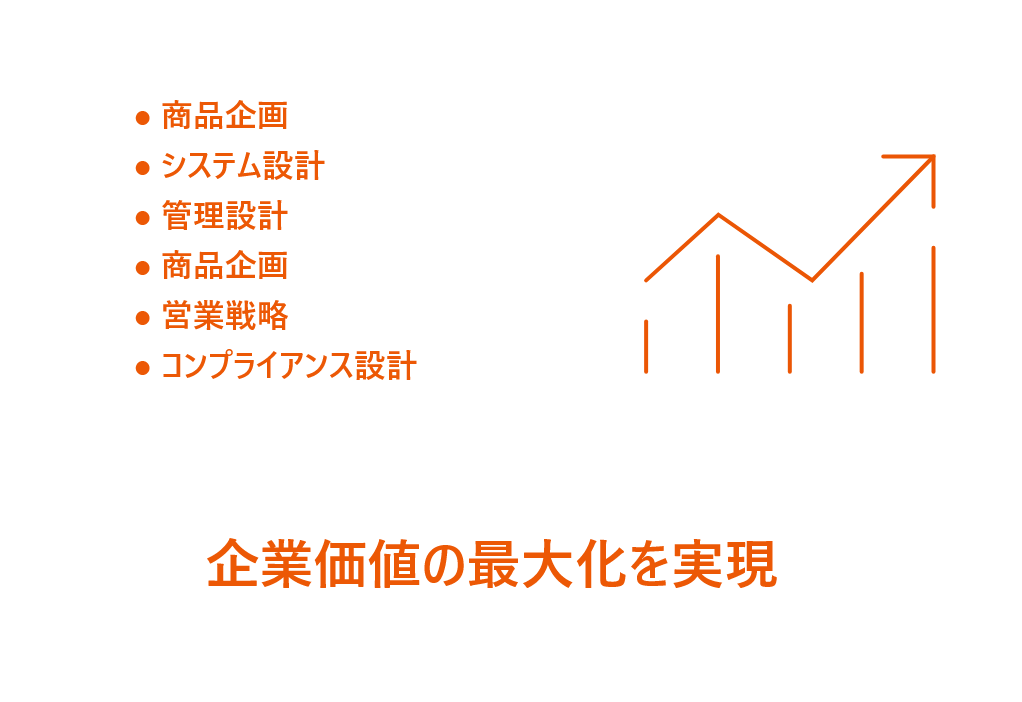 ● 商品企画
● システム設計
● 管理設計
● 商品企画
● 営業戦略
● コンプライアンス設計
企業価値の最大化を実現